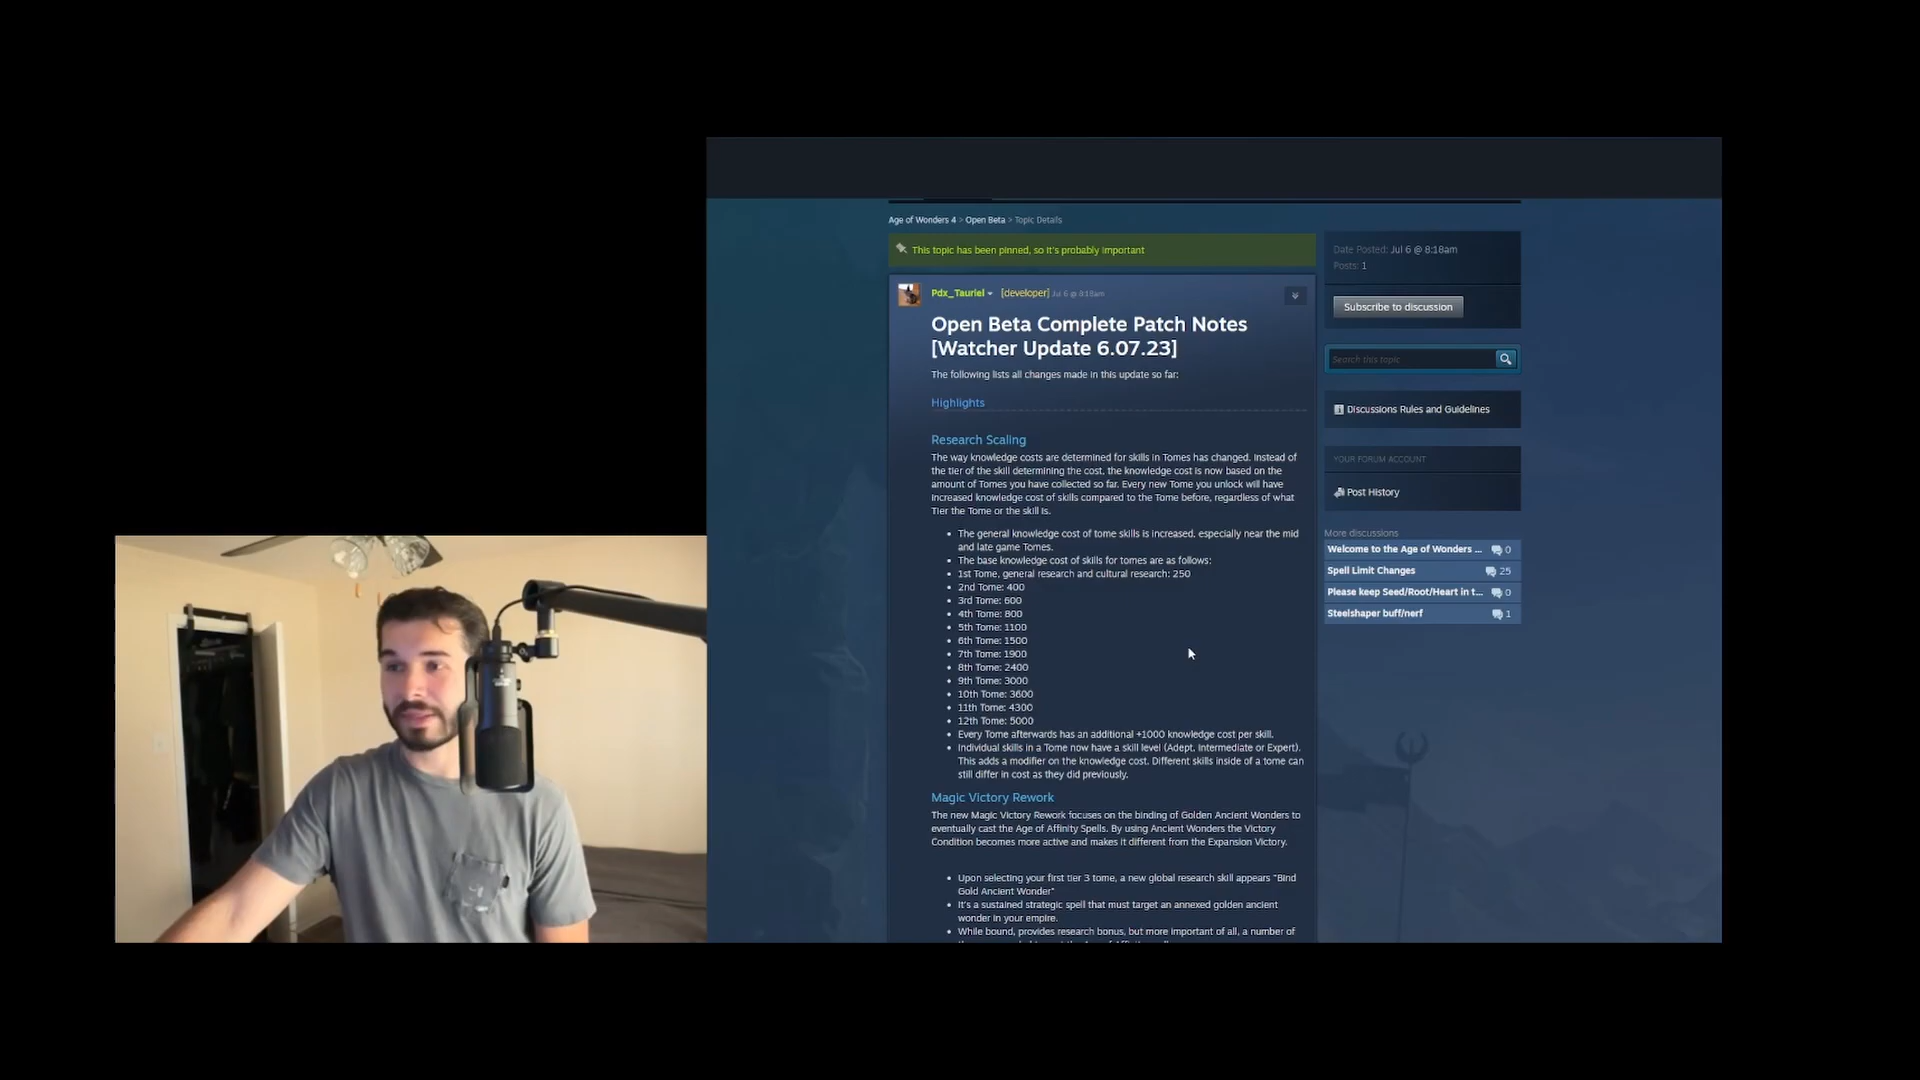 Age of Wonders 4 > Open Beta > Topic Details
This topic has been pinned, so it's probably important
Pdx_Tauriel [developer] Jul 6 @ 8:18am
Open Beta Complete Patch Notes
[Watcher Update 6.07.23]
The following lists all changes made in this update so far:
Highlights
Research Scaling
The way knowledge costs are determined for skills in Tomes has changed. Instead of
the tier of the skill determining the cost, the knowledge cost is now based on the
amount of Tomes you have collected so far. Every new Tome you unlock will have
increased knowledge cost of skills compared to the Tome before, regardless of what
Tier the Tome or the skill is.
• The general knowledge cost of tome skills is increased, especially near the mid
and late game Tomes.
• The base knowledge cost of skills for tomes are as follows:
• 1st Tome, general research and cultural research: 250
• 2nd Tome: 400
• 3rd Tome: 600
• 4th Tome: 800
• 5th Tome: 1100
• 6th Tome: 1500
• 7th Tome: 1900
• 8th Tome: 2400
• 9th Tome: 3000
• 10th Tome: 3600
• 11th Tome: 4300
• 12th Tome: 5000
• Every Tome afterwards has an additional +1000 knowledge cost per skill.
• Individual skills in a Tome now have a skill level (Adept, Intermediate or Expert).
This adds a modifier on the knowledge cost. Different skills inside of a tome can
still differ in cost as they did previously.
Magic Victory Rework
The new Magic Victory Rework focuses on the binding of Golden Ancient Wonders to
eventually cast the Age of Affinity Spells. By using Ancient Wonders the Victory
Condition becomes more active and makes it different from the Expansion Victory.
• Upon selecting your first tier 3 tome, a new global research skill appears "Bind
Gold Ancient Wonder"
• It's a sustained strategic spell that must target an annexed golden ancient
wonder in your empire.
• While bound, provides research bonus, but more important of all, a number of
Date Posted: Jul 6 @ 8:18am
Posts: 1
Subscribe to discussion
Search this topic
Discussions Rules and Guidelines
YOUR FORUM ACCOUNT
Post History
More discussions
Welcome to the Age of Wonders ... 0
Spell Limit Changes 25
Please keep Seed/Root/Heart in t... 0
Steelshaper buff/nerf 1